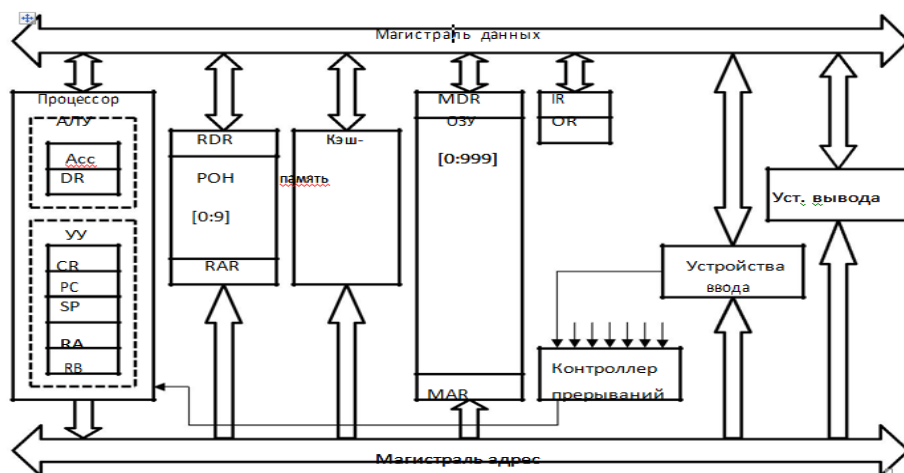 Магистраль данных
Процессор
АЛУ
Acc
DR
УУ
CR
PC
SP
RA
RB
RDR
РОН
[0:9]
RAR
Кэш-
память
MDR
ОЗУ
[0:999]
MAR
IR
OR
Уст. вывода
Устройства
ввода
Контроллер
прерываний
Магистраль адрес